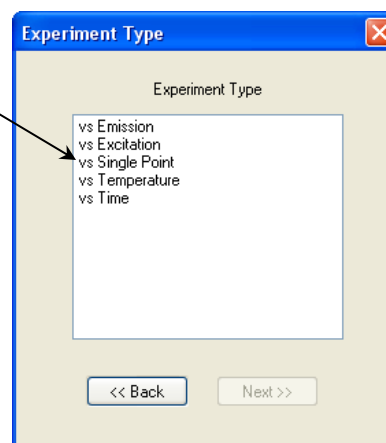 Experiment Type
Experiment Type
vs Emission
vs Excitation
vs Single Point
vs Temperature
vs Time
<< Back
Next >>